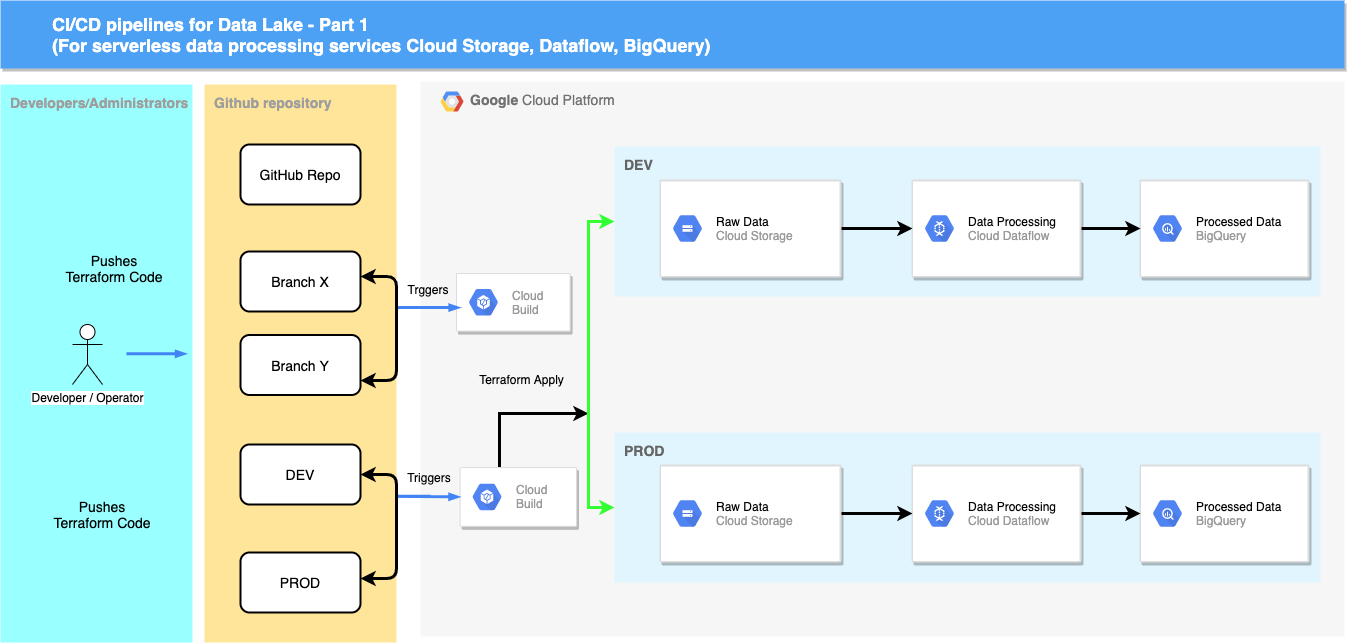 CI/CD pipelines for Data Lake - Part 1
(For serverless data processing services Cloud Storage, Dataflow, BigQuery)
Developers/Administrators
Pushes
Terraform Code
Developer / Operator
Pushes
Terraform Code
Github repository
GitHub Repo
Branch X
Branch Y
DEV
PROD
Google Cloud Platform
Trggers
Cloud
Build
Terraform Apply
Triggers
Cloud
Build
DEV
Raw Data
Cloud Storage
Data Processing
Cloud Dataflow
Processed Data
BigQuery
PROD
Raw Data
Cloud Storage
Data Processing
Cloud Dataflow
Processed Data
BigQuery